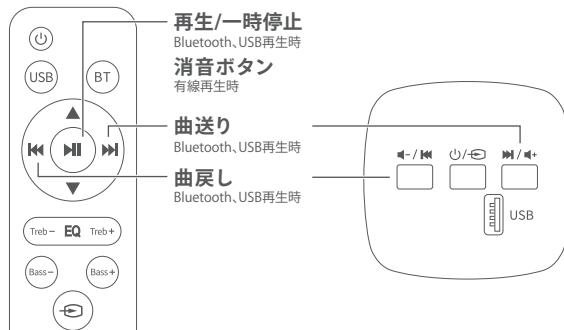 再生/一時停止
Bluetooth、USB再生時
消音ボタン
有線再生時
曲送り
Bluetooth、USB再生時
曲戻し
Bluetooth、USB再生時
USB
BT
Treb− EQ Treb+
Bass−
Bass+
− /
/
/ +
USB